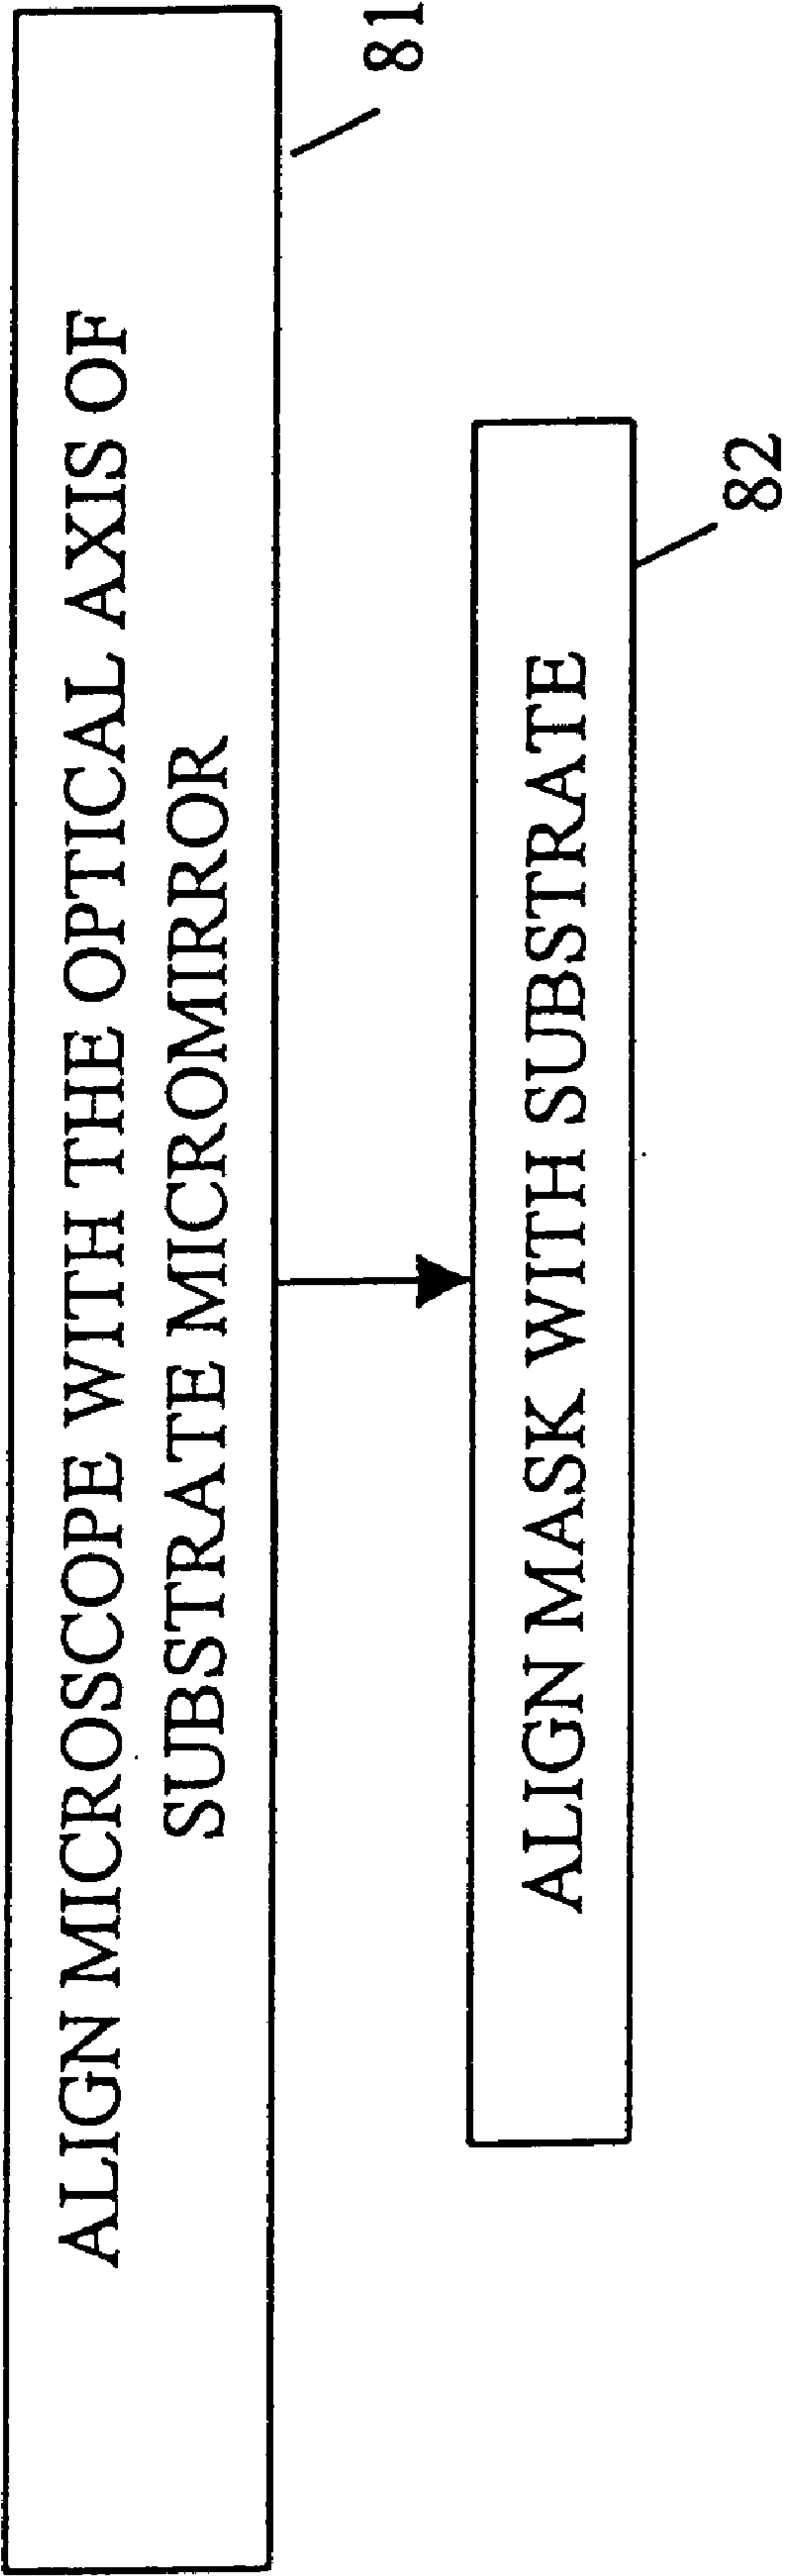 ALIGN MICROSCOPE WITH THE OPTICAL AXIS OF
SUBSTRATE MICROMIRROR
81
ALIGN MASK WITH SUBSTRATE
82